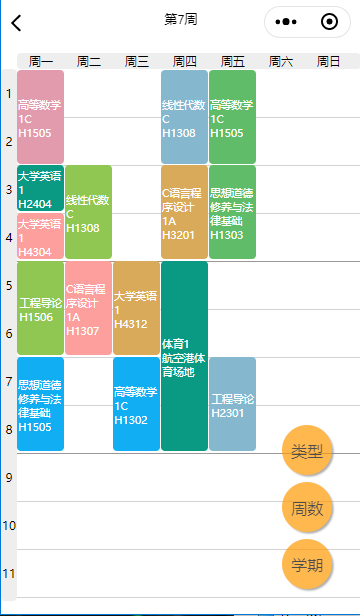 第7周
周一 周二 周三 周四 周五 周六 周日
1
2
3
4
5
6
7
8
9
10
11
高等数学
1C
H1505
大学英语
1
H2404
大学英语
1
H4304
工程导论
H1506
思想道德
修养与法
律基础
H1505
线性代数
C
H1308
C语言程
序设计
1A
H1307
大学英语
1
H4312
高等数学
1C
H1302
线性代数
C
H1308
C语言程
序设计
1A
H3201
体育1
航空港体
育场地
高等数学
1C
H1505
思想道德
修养与法
律基础
H1303
工程导论
H2301
类型
周数
学期